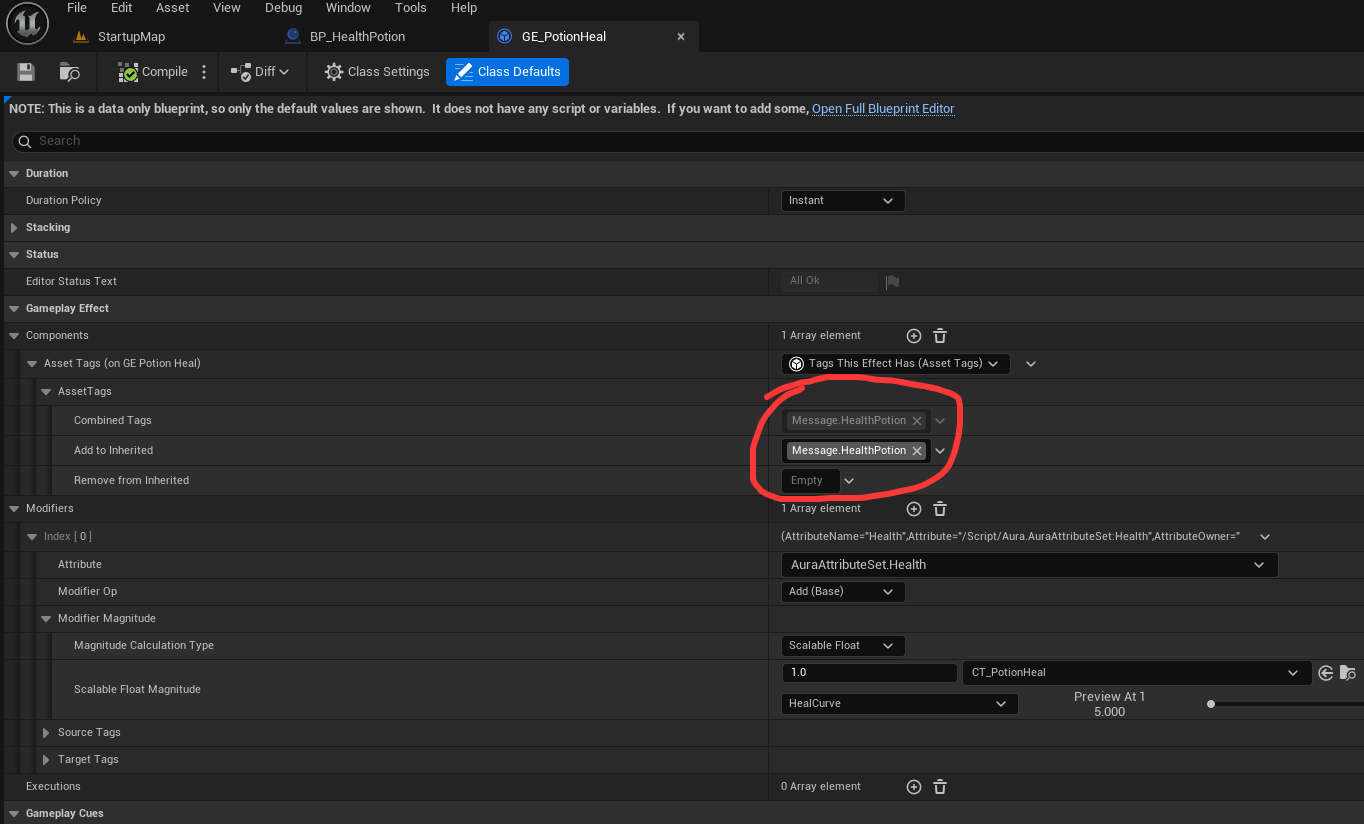 File Edit Asset View Debug Window Tools Help
StartupMap BP_HealthPotion GE_PotionHeal
Compile Diff Class Settings Class Defaults
NOTE: This is a data only blueprint, so only the default values are shown.  It does not have any script or variables.  If you want to add some, Open Full Blueprint Editor
Search
Duration
Duration Policy Instant
Stacking
Status
Editor Status Text All Ok
Gameplay Effect
Components 1 Array element
Asset Tags (on GE Potion Heal) Tags This Effect Has (Asset Tags)
AssetTags
Combined Tags Message.HealthPotion
Add to Inherited Message.HealthPotion
Remove from Inherited Empty
Modifiers 1 Array element
Index [ 0 ] (AttributeName="Health",Attribute="/Script/Aura.AuraAttributeSet:Health",AttributeOwner="
Attribute AuraAttributeSet.Health
Modifier Op Add (Base)
Modifier Magnitude
Magnitude Calculation Type Scalable Float
Scalable Float Magnitude 1.0 CT_PotionHeal
HealCurve Preview At 1
5.000
Source Tags
Target Tags
Executions 0 Array element
Gameplay Cues